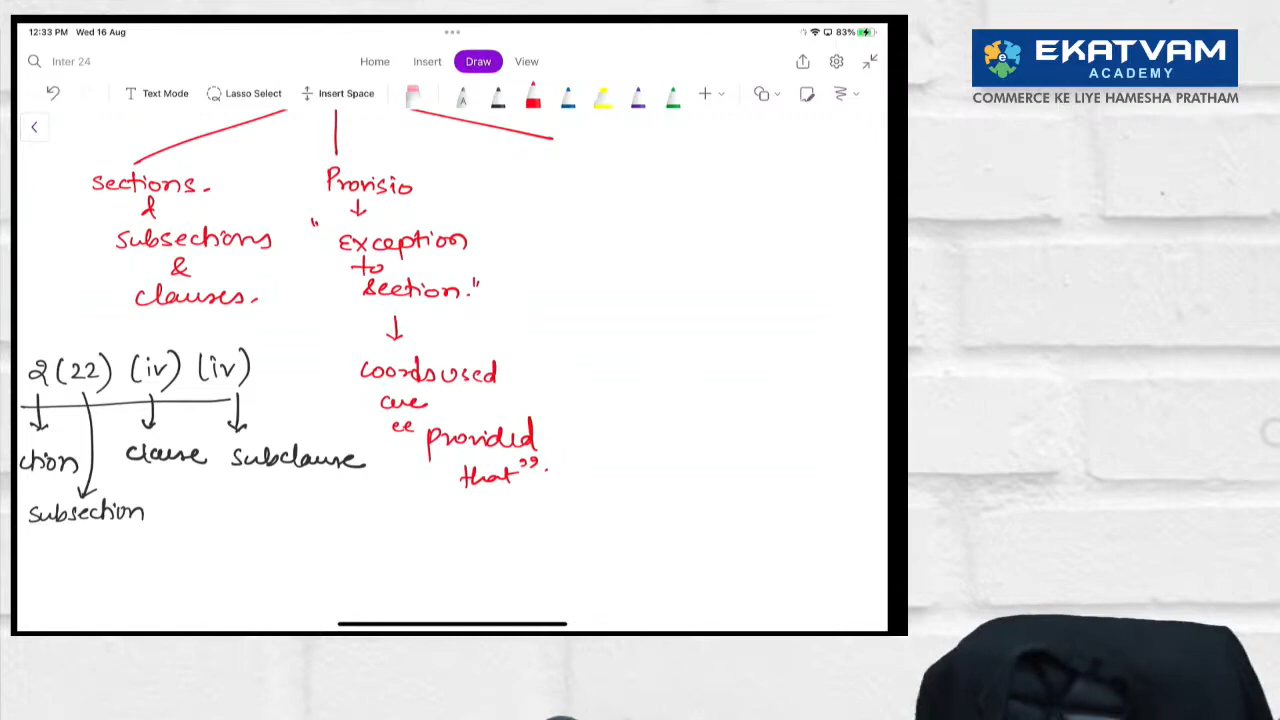 12:33 PM Wed 16 Aug
83%
Inter 24
Home Insert Draw View
Text Mode Lasso Select Insert Space
EKATVAM
ACADEMY
COMMERCE KE LIYE HAMESHA PRATHAM
Sections.
&
Subsections
&
clauses.
2 (22) (iv) (iv)
ction
clause
subclause
subsection
Provisio
"Exception
to
section."
words used
are
"provided
that".